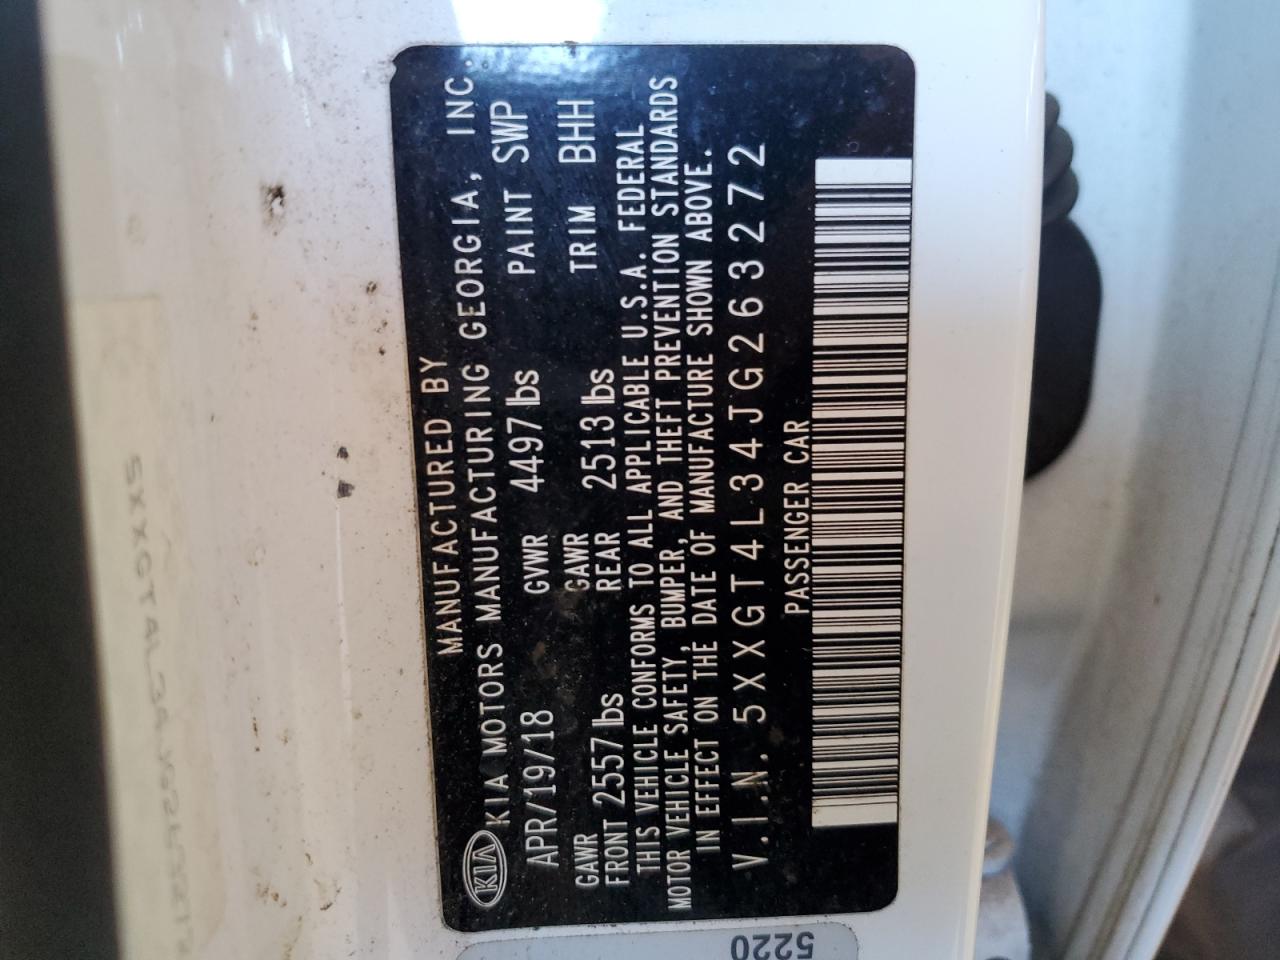 MANUFACTURED BY
KIA KIA MOTORS MANUFACTURING GEORGIA, INC.
APR/19/18 GVWR 4497 lbs PAINT SWP
GAWR FRONT 2557 lbs GAWR REAR 2513 lbs TRIM BHH
THIS VEHICLE CONFORMS TO ALL APPLICABLE U.S.A. FEDERAL
MOTOR VEHICLE SAFETY, BUMPER, AND THEFT PREVENTION STANDARDS
IN EFFECT ON THE DATE OF MANUFACTURE SHOWN ABOVE.
V.I.N. 5XXGT4L34JG263272
PASSENGER CAR
5220